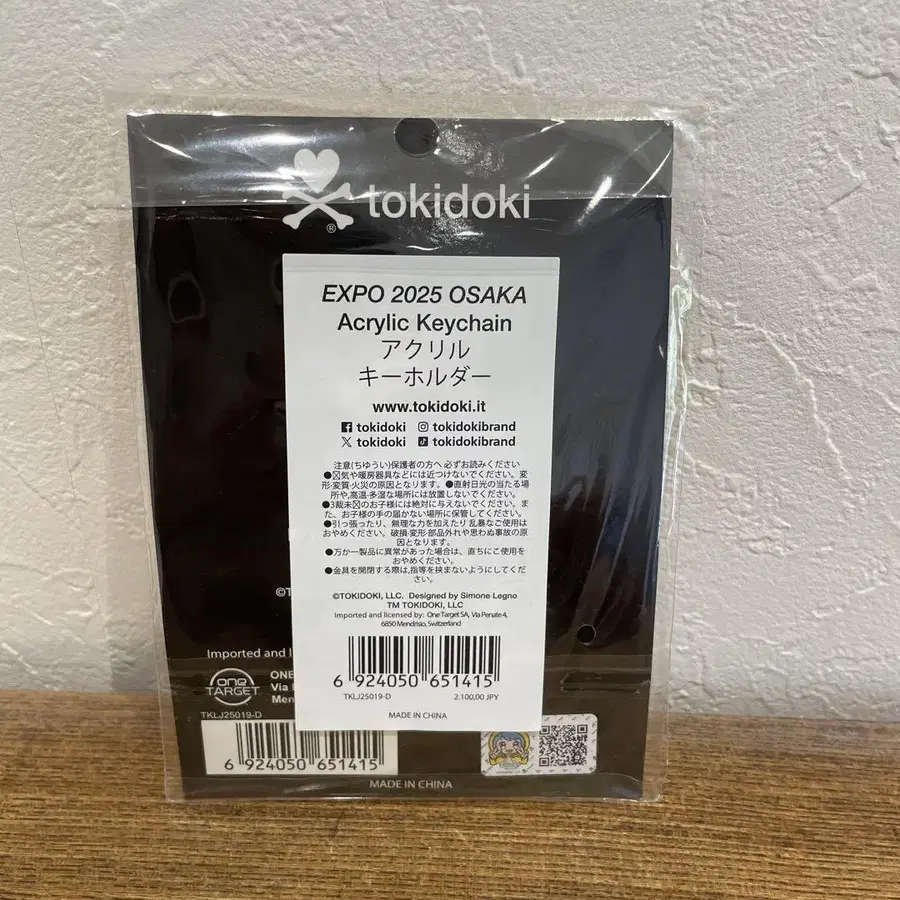 tokidoki
®
EXPO 2025 OSAKA
Acrylic Keychain
アクリル
キーホルダー
www.tokidoki.it
tokidoki tokidokibrand
tokidoki tokidokibrand
注意(ちゆうい)保護者の方へ 必ずお読みください
●☒気や暖房器具などには近つけないでください。変
形·変質·火災の原因となります。●直射日光の当たる場
所や,高温·多湿な場所には放置しないでください。
●3裁未☒のお子様には絶対に与えないでください。ま
た、お子様の手の届かない場所に保管してください。
●引っ張ったり、無理な力を加えたり 乱暴なご使用は
おやめください。破損·変形·部品外れや思わぬ事故の原
因となります。
●万か一製品に異常があった場合は、直ちにご使用を
おやめください。
●金具を開閉する際は,指等を挟まないようにしてくだ
さい。
©TOKIDOKI, LLC. Designed by Simone Legno
TM TOKIDOKI, LLC
Imported and licensed by: One Target SA, Via Penate 4,
6850 Mendrisio, Switzerland
6 924050 651415
TKLJ25019-D 2.100,00 JPY
MADE IN CHINA
©T
Imported and l
one
TARGET
ONE
Via
Men
TKLJ25019-D
6 924050 651415
MADE IN CHINA